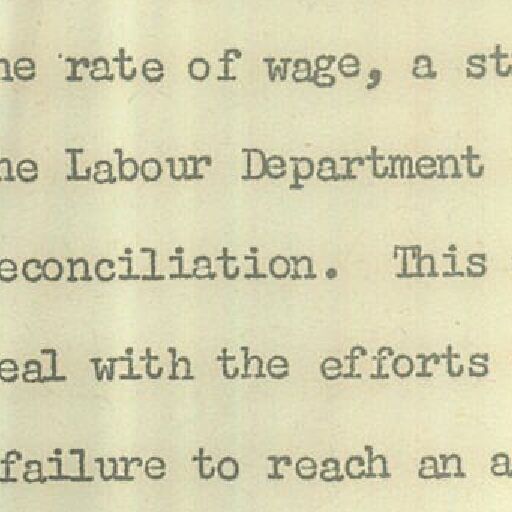 he rate of wage, a st
he Labour Department
econciliation. This
eal with the efforts
failure to reach an a